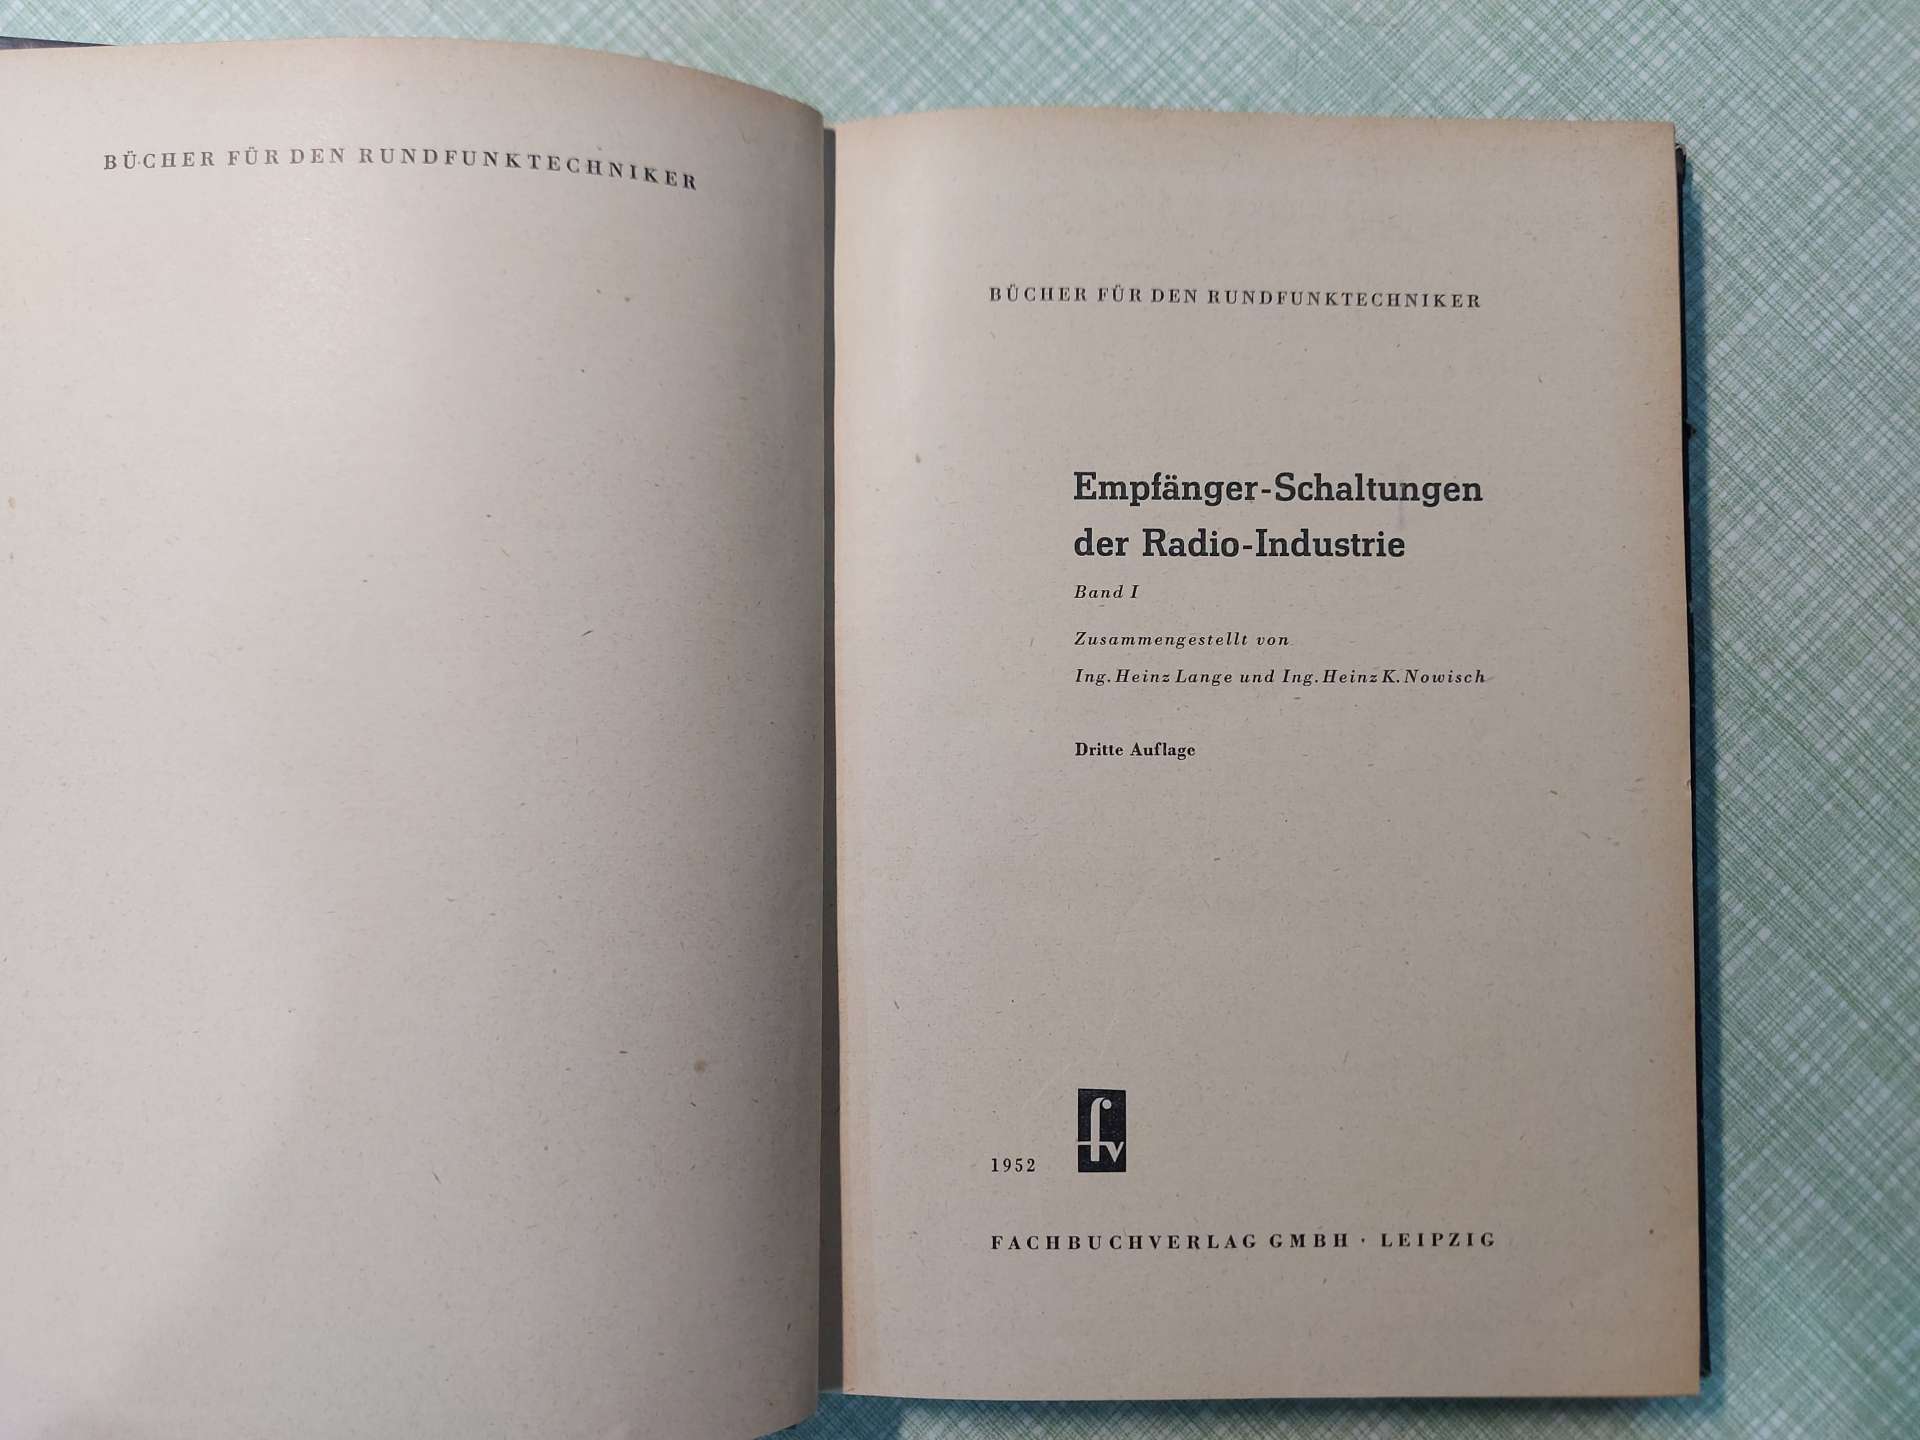 BÜCHER FÜR DEN RUNDFUNKTECHNIKER
BÜCHER FÜR DEN RUNDFUNKTECHNIKER
Empfänger-Schaltungen
der Radio-Industrie
Band I
Zusammengestellt von
Ing. Heinz Lange und Ing. Heinz K. Nowisch
Dritte Auflage
fv
1952
FACHBUCHVERLAG GMBH · LEIPZIG